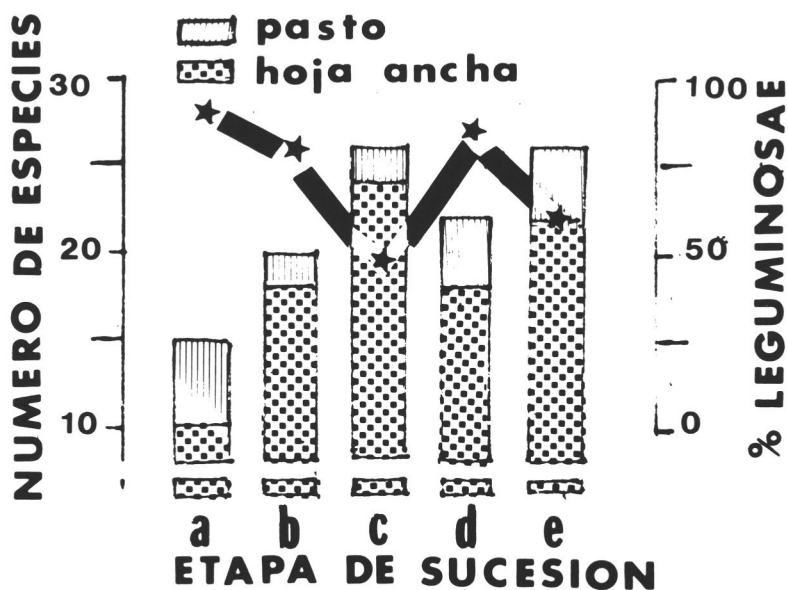 pasto
hoja ancha
NUMERO DE ESPECIES
30
20
10
100
50
0
% LEGUMINOSAE
a b c d e
ETAPA DE SUCESION